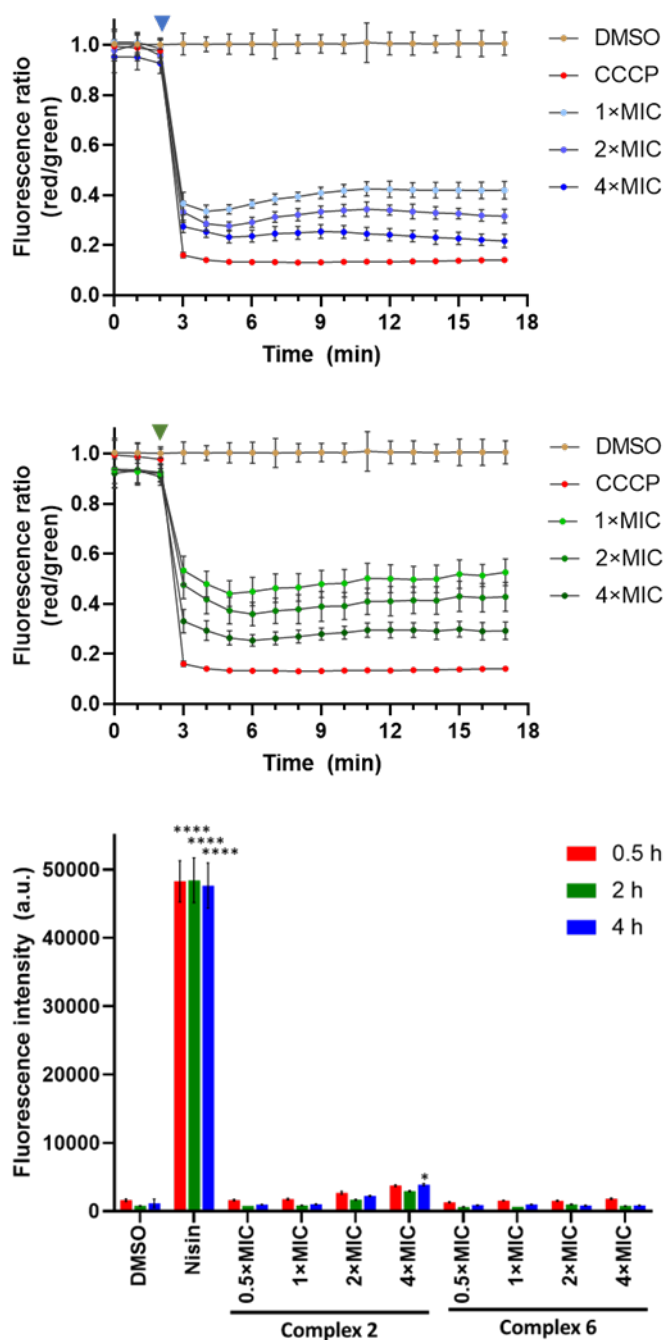 Fluorescence ratio
(red/green)
1.0
0.8
0.6
0.4
0.2
0.0
0 3 6 9 12 15 18
Time (min)
DMSO
CCCP
1×MIC
2×MIC
4×MIC
Fluorescence ratio
(red/green)
1.0
0.8
0.6
0.4
0.2
0.0
0 3 6 9 12 15 18
Time (min)
DMSO
CCCP
1×MIC
2×MIC
4×MIC
Fluorescence intensity (a.u.)
50000
40000
30000
20000
10000
0
****
****
****
*
0.5 h
2 h
4 h
DMSO
Nisin
0.5×MIC
1×MIC
2×MIC
4×MIC
0.5×MIC
1×MIC
2×MIC
4×MIC
Complex 2
Complex 6